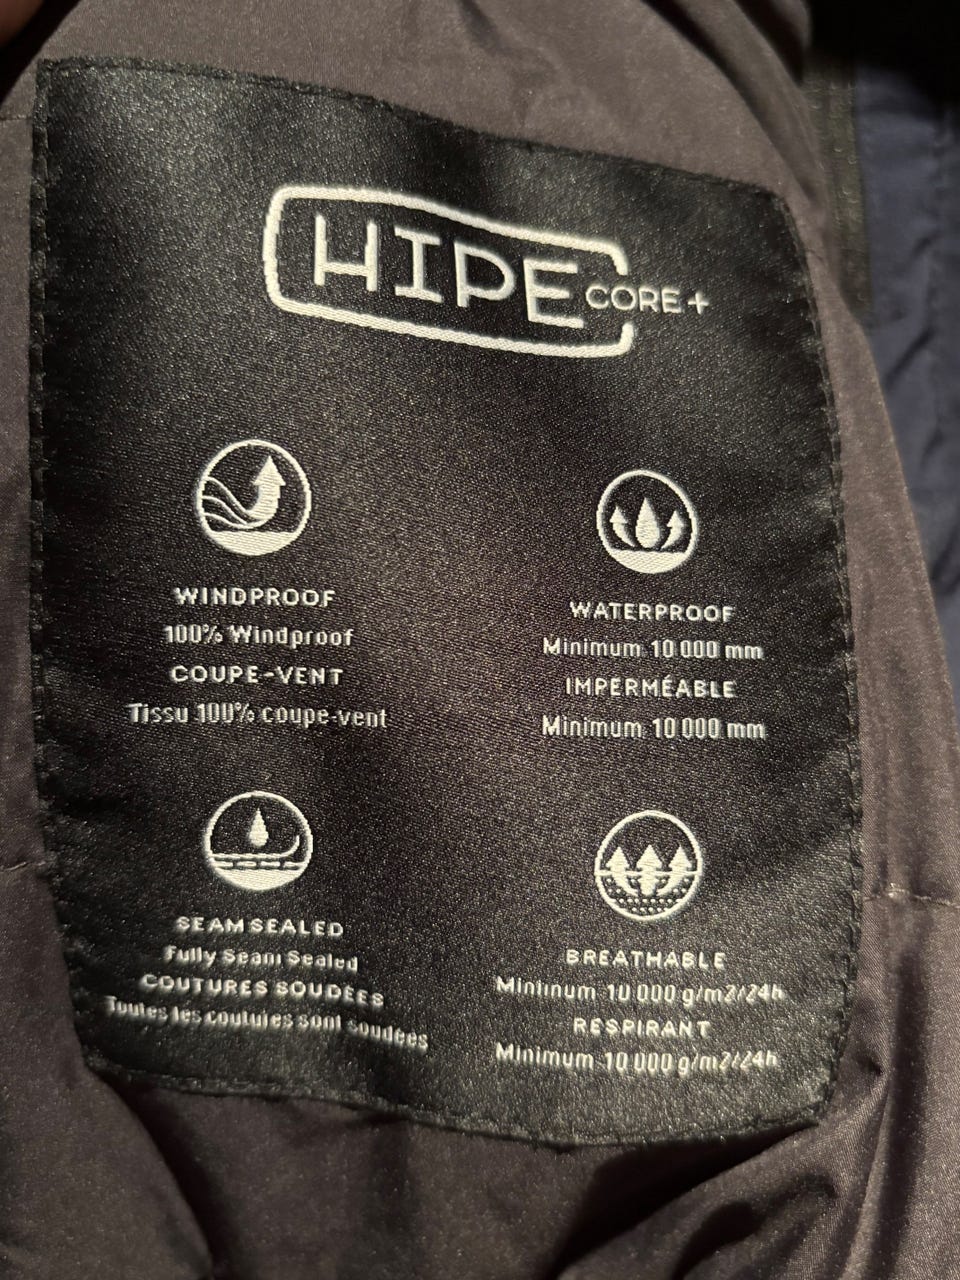 HIPE CORE+
WINDPROOF
100% Windproof
COUPE-VENT
Tissu 100% coupe-vent
WATERPROOF
Minimum 10 000 mm
IMPERMÉABLE
Minimum 10 000 mm
SEAM SEALED
Fully Seam Sealed
COUTURES SOUDÉES
Toutes les coutures sont soudées
BREATHABLE
Minimum 10 000 g/m2/24h
RESPIRANT
Minimum 10 000 g/m2/24h